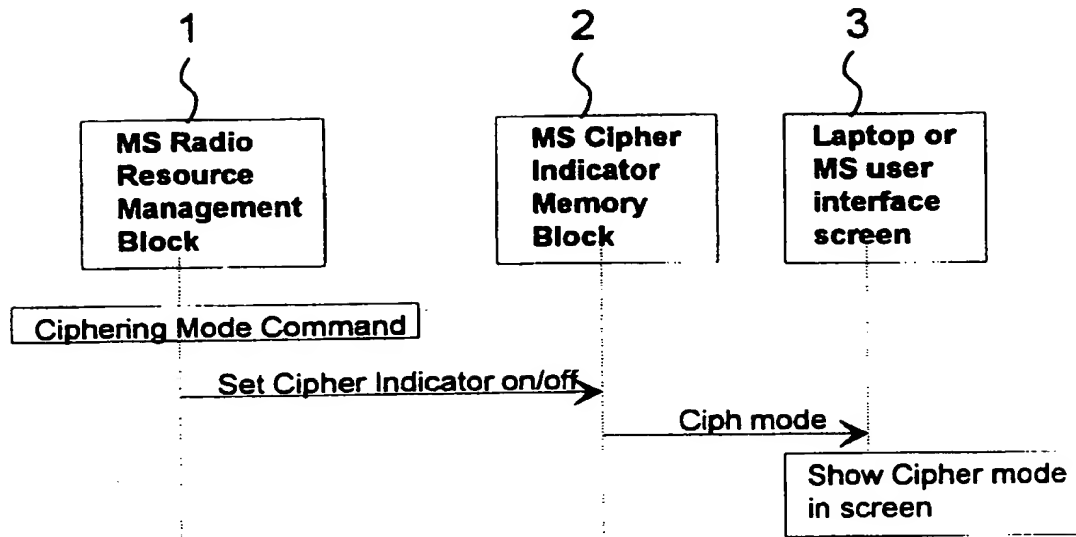 1
2
3
MS Radio
Resource
Management
Block
MS Cipher
Indicator
Memory
Block
Laptop or
MS user
interface
screen
Ciphering Mode Command
Set Cipher Indicator on/off
Ciph mode
Show Cipher mode
in screen